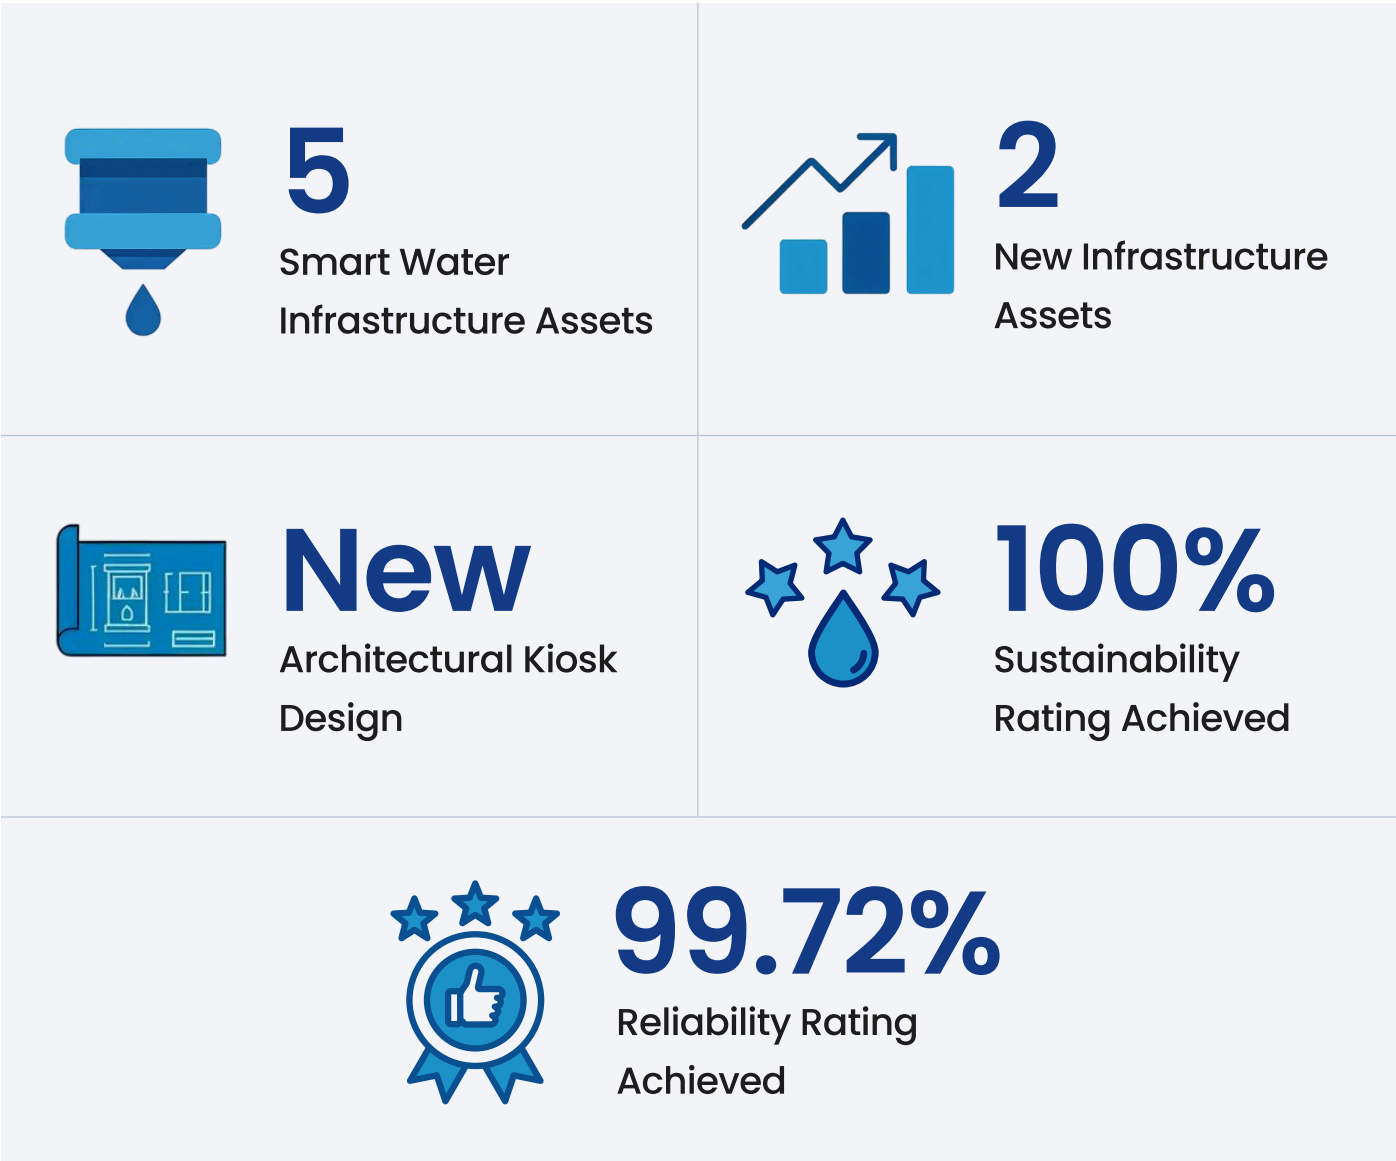 5
Smart Water
Infrastructure Assets
2
New Infrastructure
Assets
New
Architectural Kiosk
Design
100%
Sustainability
Rating Achieved
99.72%
Reliability Rating
Achieved